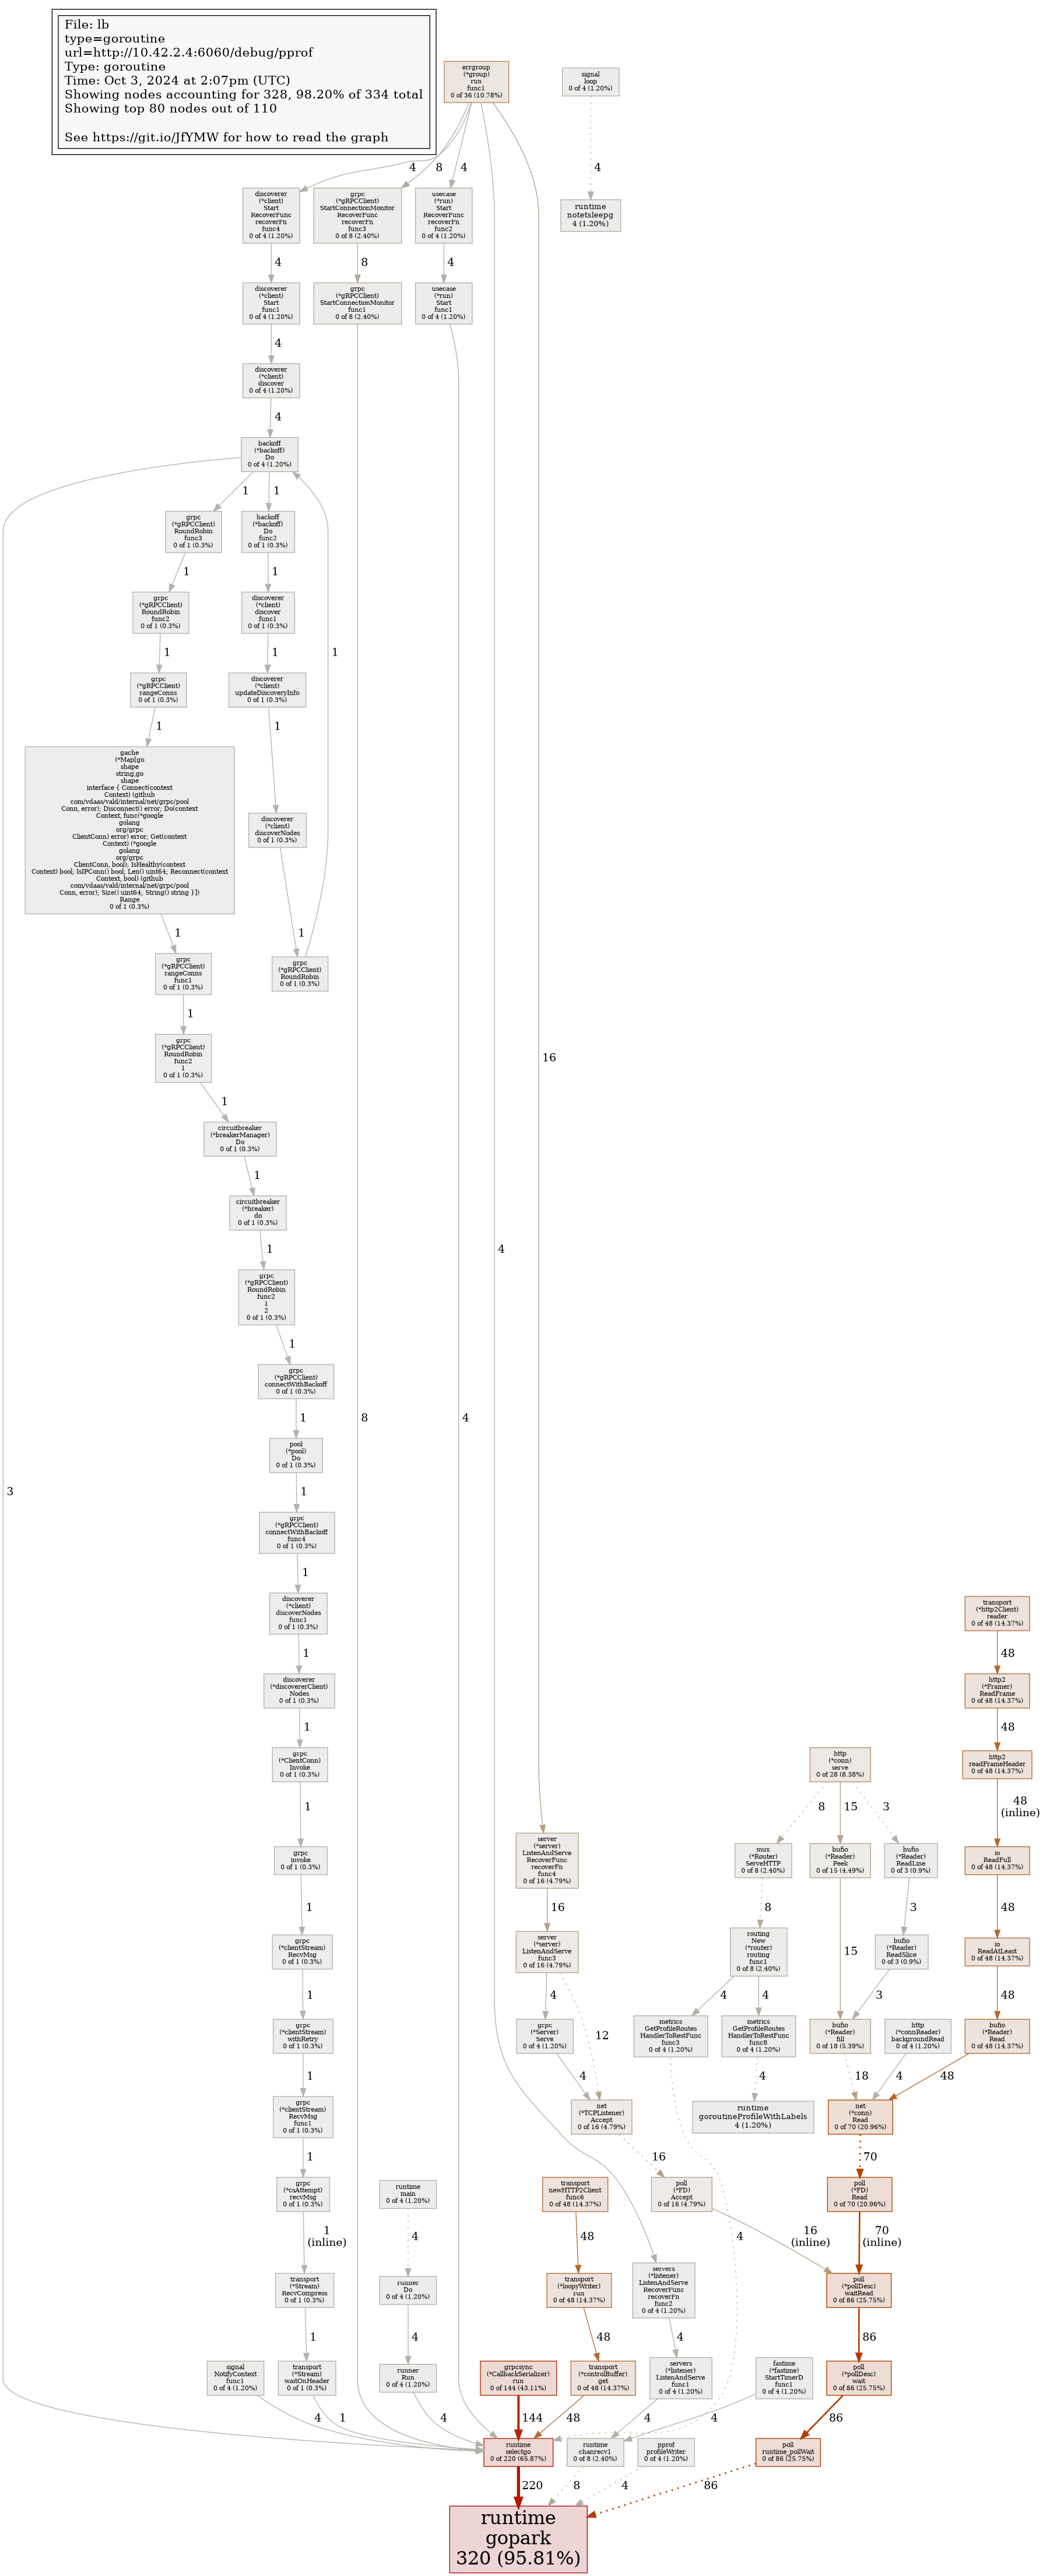 File: lb
type=goroutine
url=http://10.42.2.4:6060/debug/pprof
Type: goroutine
Time: Oct 3, 2024 at 2:07pm (UTC)
Showing nodes accounting for 328, 98.20% of 334 total
Showing top 80 nodes out of 110
See https://git.io/JfYMW for how to read the graph
errgroup
(*group)
run
func1
0 of 36 (10.78%)
signal
loop
0 of 4 (1.20%)
4
8
4
4
discoverer
(*client)
Start
RecoverFunc
recoverFn
func4
0 of 4 (1.20%)
grpc
(*gRPCClient)
StartConnectionMonitor
RecoverFunc
recoverFn
func3
0 of 8 (2.40%)
usecase
(*run)
Start
RecoverFunc
recoverFn
func2
0 of 4 (1.20%)
runtime
notetsleepg
4 (1.20%)
4
8
4
discoverer
(*client)
Start
func1
0 of 4 (1.20%)
grpc
(*gRPCClient)
StartConnectionMonitor
func1
0 of 8 (2.40%)
usecase
(*run)
Start
func1
0 of 4 (1.20%)
4
discoverer
(*client)
discover
0 of 4 (1.20%)
4
backoff
(*backoff)
Do
0 of 4 (1.20%)
1
1
grpc
(*gRPCClient)
RoundRobin
func3
0 of 1 (0.3%)
backoff
(*backoff)
Do
func2
0 of 1 (0.3%)
1
1
grpc
(*gRPCClient)
RoundRobin
func2
0 of 1 (0.3%)
discoverer
(*client)
discover
func1
0 of 1 (0.3%)
1
1
1
grpc
(*gRPCClient)
rangeConns
0 of 1 (0.3%)
discoverer
(*client)
updateDiscoveryInfo
0 of 1 (0.3%)
1
1
gache
(*Map[go
shape
string,go
shape
interface { Connect(context
Context) (github
com/vdaas/vald/internal/net/grpc/pool
Conn, error); Disconnect() error; Do(context
Context, func(*google
golang
org/grpc
ClientConn) error) error; Get(context
Context) (*google
golang
org/grpc
ClientConn, bool); IsHealthy(context
Context) bool; IsIPConn() bool; Len() uint64; Reconnect(context
Context, bool) (github
com/vdaas/vald/internal/net/grpc/pool
Conn, error); Size() uint64; String() string }])
Range
0 of 1 (0.3%)
discoverer
(*client)
discoverNodes
0 of 1 (0.3%)
1
1
grpc
(*gRPCClient)
rangeConns
func1
0 of 1 (0.3%)
grpc
(*gRPCClient)
RoundRobin
0 of 1 (0.3%)
1
grpc
(*gRPCClient)
RoundRobin
func2
1
0 of 1 (0.3%)
16
1
circuitbreaker
(*breakerManager)
Do
0 of 1 (0.3%)
1
circuitbreaker
(*breaker)
do
0 of 1 (0.3%)
4
1
grpc
(*gRPCClient)
RoundRobin
func2
1
2
0 of 1 (0.3%)
1
grpc
(*gRPCClient)
connectWithBackoff
0 of 1 (0.3%)
1
8
4
pool
(*pool)
Do
0 of 1 (0.3%)
3
1
grpc
(*gRPCClient)
connectWithBackoff
func4
0 of 1 (0.3%)
1
discoverer
(*client)
discoverNodes
func1
0 of 1 (0.3%)
transport
(*http2Client)
reader
0 of 48 (14.37%)
1
48
discoverer
(*discovererClient)
Nodes
0 of 1 (0.3%)
http2
(*Framer)
ReadFrame
0 of 48 (14.37%)
1
48
grpc
(*ClientConn)
Invoke
0 of 1 (0.3%)
http
(*conn)
serve
0 of 28 (8.38%)
http2
readFrameHeader
0 of 48 (14.37%)
1
8
15
3
48
(inline)
grpc
invoke
0 of 1 (0.3%)
server
(*server)
ListenAndServe
RecoverFunc
recoverFn
func4
0 of 16 (4.79%)
mux
(*Router)
ServeHTTP
0 of 8 (2.40%)
bufio
(*Reader)
Peek
0 of 15 (4.49%)
bufio
(*Reader)
ReadLine
0 of 3 (0.9%)
io
ReadFull
0 of 48 (14.37%)
1
16
8
3
48
grpc
(*clientStream)
RecvMsg
0 of 1 (0.3%)
server
(*server)
ListenAndServe
func3
0 of 16 (4.79%)
routing
New
(*router)
routing
func1
0 of 8 (2.40%)
15
bufio
(*Reader)
ReadSlice
0 of 3 (0.9%)
io
ReadAtLeast
0 of 48 (14.37%)
1
4
12
4
4
3
48
grpc
(*clientStream)
withRetry
0 of 1 (0.3%)
grpc
(*Server)
Serve
0 of 4 (1.20%)
metrics
GetProfileRoutes
HandlerToRestFunc
func3
0 of 4 (1.20%)
metrics
GetProfileRoutes
HandlerToRestFunc
func8
0 of 4 (1.20%)
bufio
(*Reader)
fill
0 of 18 (5.39%)
http
(*connReader)
backgroundRead
0 of 4 (1.20%)
bufio
(*Reader)
Read
0 of 48 (14.37%)
1
4
4
18
4
48
grpc
(*clientStream)
RecvMsg
func1
0 of 1 (0.3%)
net
(*TCPListener)
Accept
0 of 16 (4.79%)
runtime
goroutineProfileWithLabels
4 (1.20%)
net
(*conn)
Read
0 of 70 (20.96%)
1
16
70
grpc
(*csAttempt)
recvMsg
0 of 1 (0.3%)
runtime
main
0 of 4 (1.20%)
transport
newHTTP2Client
func6
0 of 48 (14.37%)
poll
(*FD)
Accept
0 of 16 (4.79%)
poll
(*FD)
Read
0 of 70 (20.96%)
1
(inline)
4
48
4
16
(inline)
70
(inline)
transport
(*Stream)
RecvCompress
0 of 1 (0.3%)
runner
Do
0 of 4 (1.20%)
transport
(*loopyWriter)
run
0 of 48 (14.37%)
servers
(*listener)
ListenAndServe
RecoverFunc
recoverFn
func2
0 of 4 (1.20%)
poll
(*pollDesc)
waitRead
0 of 86 (25.75%)
1
4
48
4
86
signal
NotifyContext
func1
0 of 4 (1.20%)
transport
(*Stream)
waitOnHeader
0 of 1 (0.3%)
runner
Run
0 of 4 (1.20%)
grpcsync
(*CallbackSerializer)
run
0 of 144 (43.11%)
transport
(*controlBuffer)
get
0 of 48 (14.37%)
servers
(*listener)
ListenAndServe
func1
0 of 4 (1.20%)
fastime
(*fastime)
StartTimerD
func1
0 of 4 (1.20%)
poll
(*pollDesc)
wait
0 of 86 (25.75%)
4
1
4
144
48
4
4
86
runtime
selectgo
0 of 220 (65.87%)
runtime
chanrecv1
0 of 8 (2.40%)
pprof
profileWriter
0 of 4 (1.20%)
poll
runtime_pollWait
0 of 86 (25.75%)
220
8
4
86
runtime
gopark
320 (95.81%)